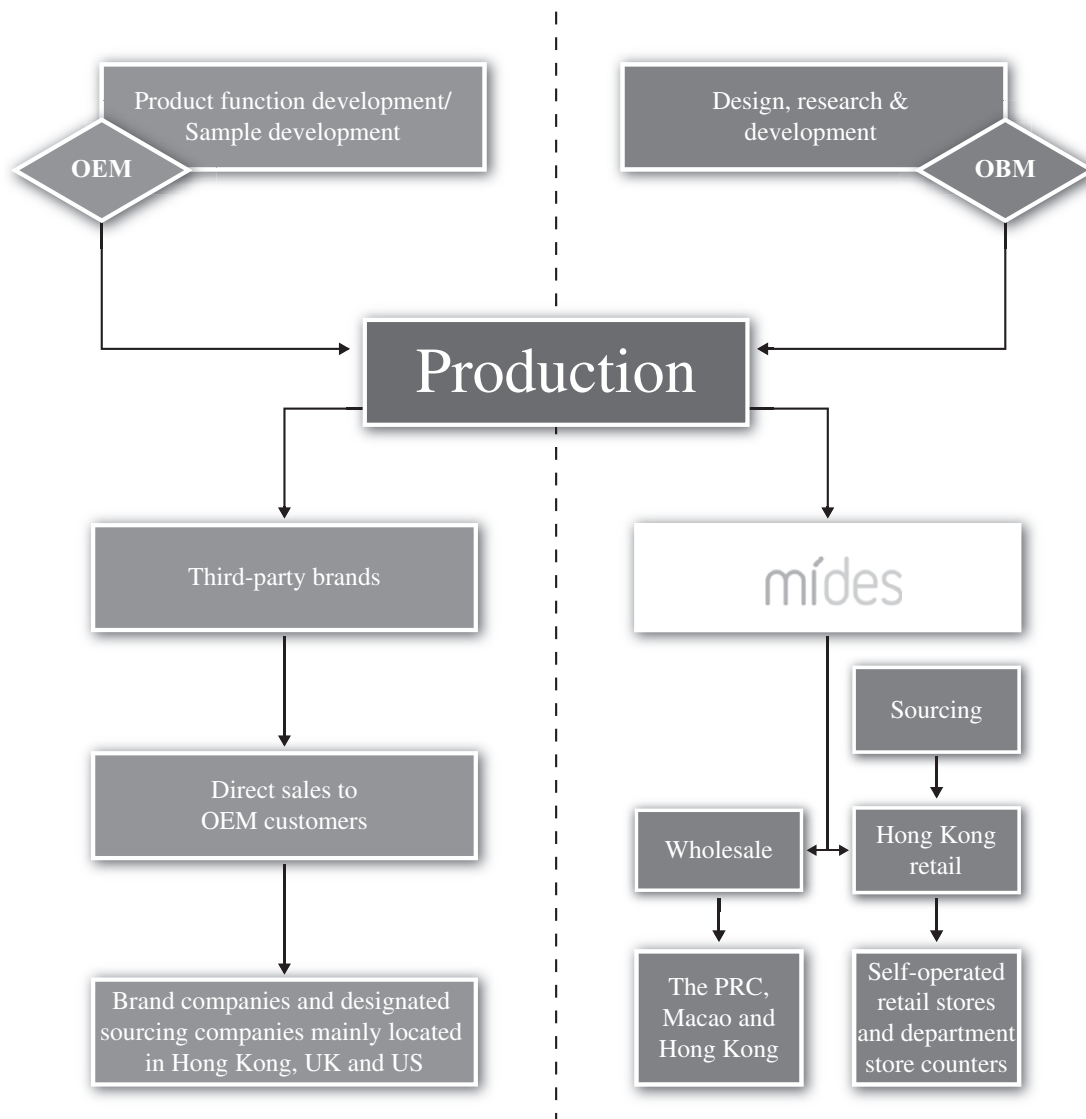 Product function development/
Sample development
OEM
Design, research &
development
OBM
Production
Third-party brands
mídes
Sourcing
Direct sales to
OEM customers
Wholesale
Hong Kong
retail
Brand companies and designated
sourcing companies mainly located
in Hong Kong, UK and US
The PRC,
Macao and
Hong Kong
Self-operated
retail stores
and department
store counters